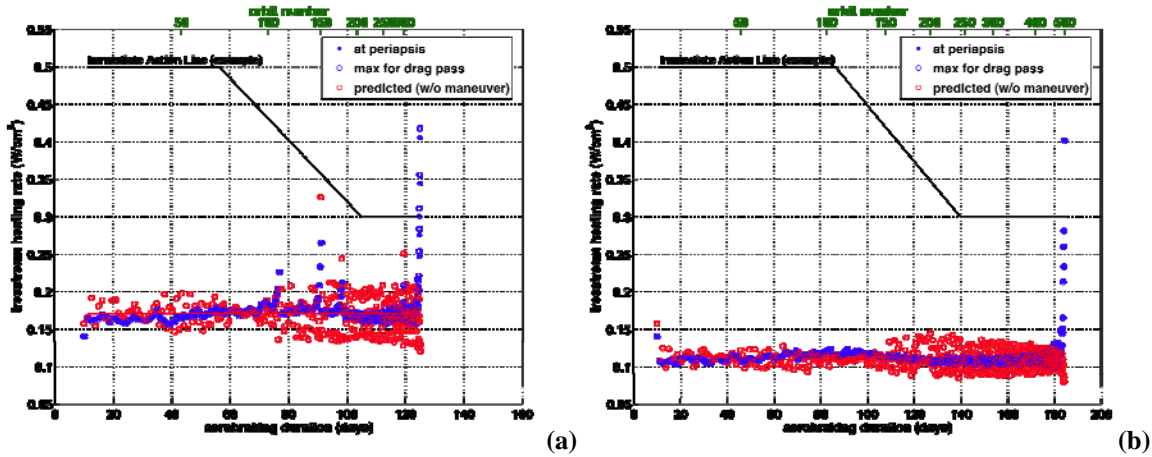 orbit number
50 100 150 200 250
0.55
0.5
0.45
0.4
0.35
0.3
0.25
0.2
0.15
0.1
0.05
freestream heating rate (W/cm²)
Immediate Action Line (example)
at periapsis
max for drag pass
predicted (w/o maneuver)
0 20 40 60 80 100 120 140 160
aerobraking duration (days)
(a)
orbit number
50 100 150 200 250 300 400 500
0.55
0.5
0.45
0.4
0.35
0.3
0.25
0.2
0.15
0.1
0.05
freestream heating rate (W/cm²)
Immediate Action Line (example)
at periapsis
max for drag pass
predicted (w/o maneuver)
0 20 40 60 80 100 120 140 160 180 200
aerobraking duration (days)
(b)